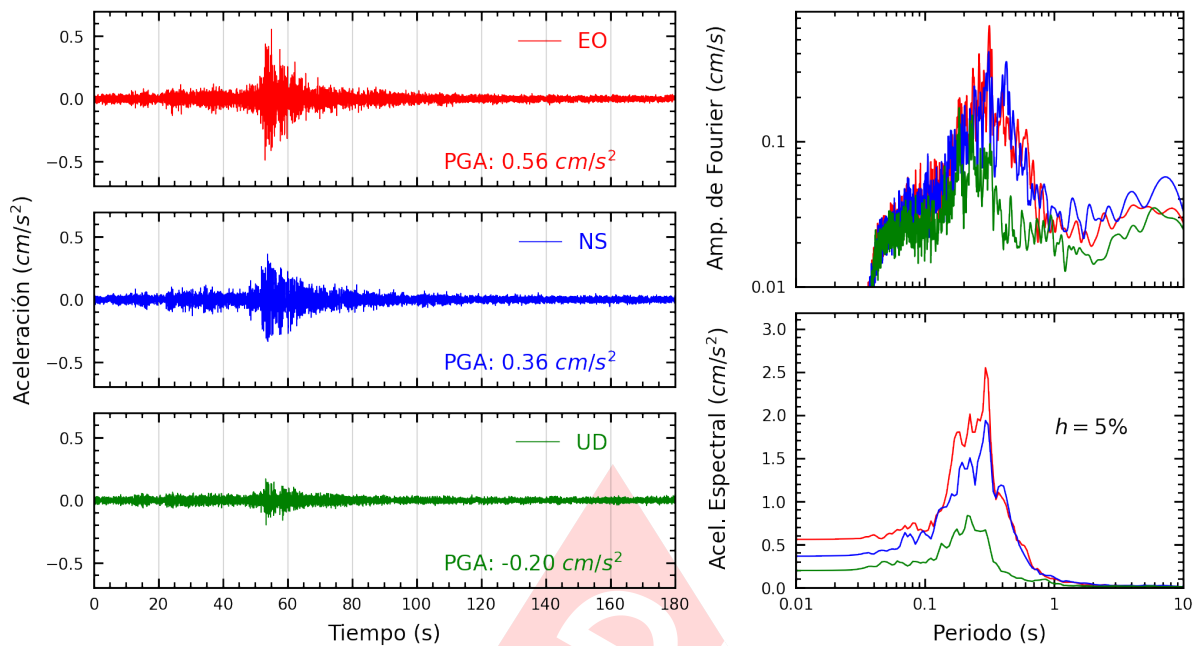 Aceleración (cm/s²)
0.5
0.0
−0.5
EO
PGA: 0.56 cm/s²
0.5
0.0
−0.5
NS
PGA: 0.36 cm/s²
0.5
0.0
−0.5
UD
PGA: -0.20 cm/s²
0 20 40 60 80 100 120 140 160 180
Tiempo (s)
Amp. de Fourier (cm/s)
0.1
0.01
Acel. Espectral (cm/s²)
3.0
2.5
2.0
1.5
1.0
0.5
0.0
h = 5%
0.01 0.1 1 10
Periodo (s)